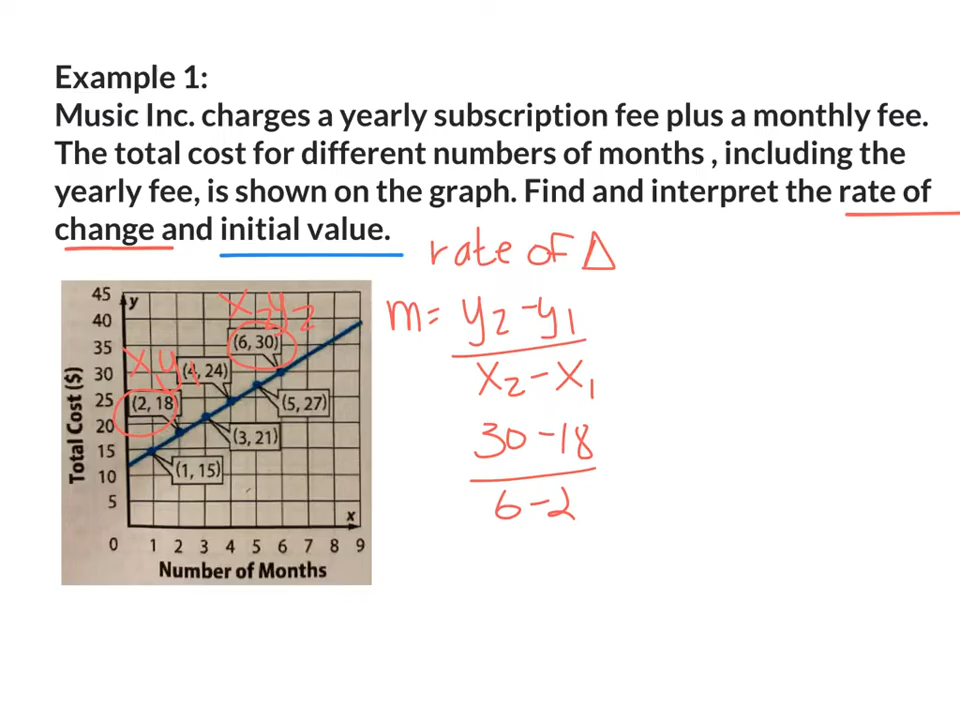 Example 1:
Music Inc. charges a yearly subscription fee plus a monthly fee.
The total cost for different numbers of months , including the
yearly fee, is shown on the graph. Find and interpret the rate of
change and initial value.
rate of Δ
m= y2-y1
x2-x1
30-18
6-2
45
y
40
35
30
25
20
15
10
5
0
1 2 3 4 5 6 7 8 9
x
Total Cost ($)
Number of Months
x2 y2
(6, 30)
x1 y1
(4, 24)
(2, 18)
(5, 27)
(3, 21)
(1, 15)